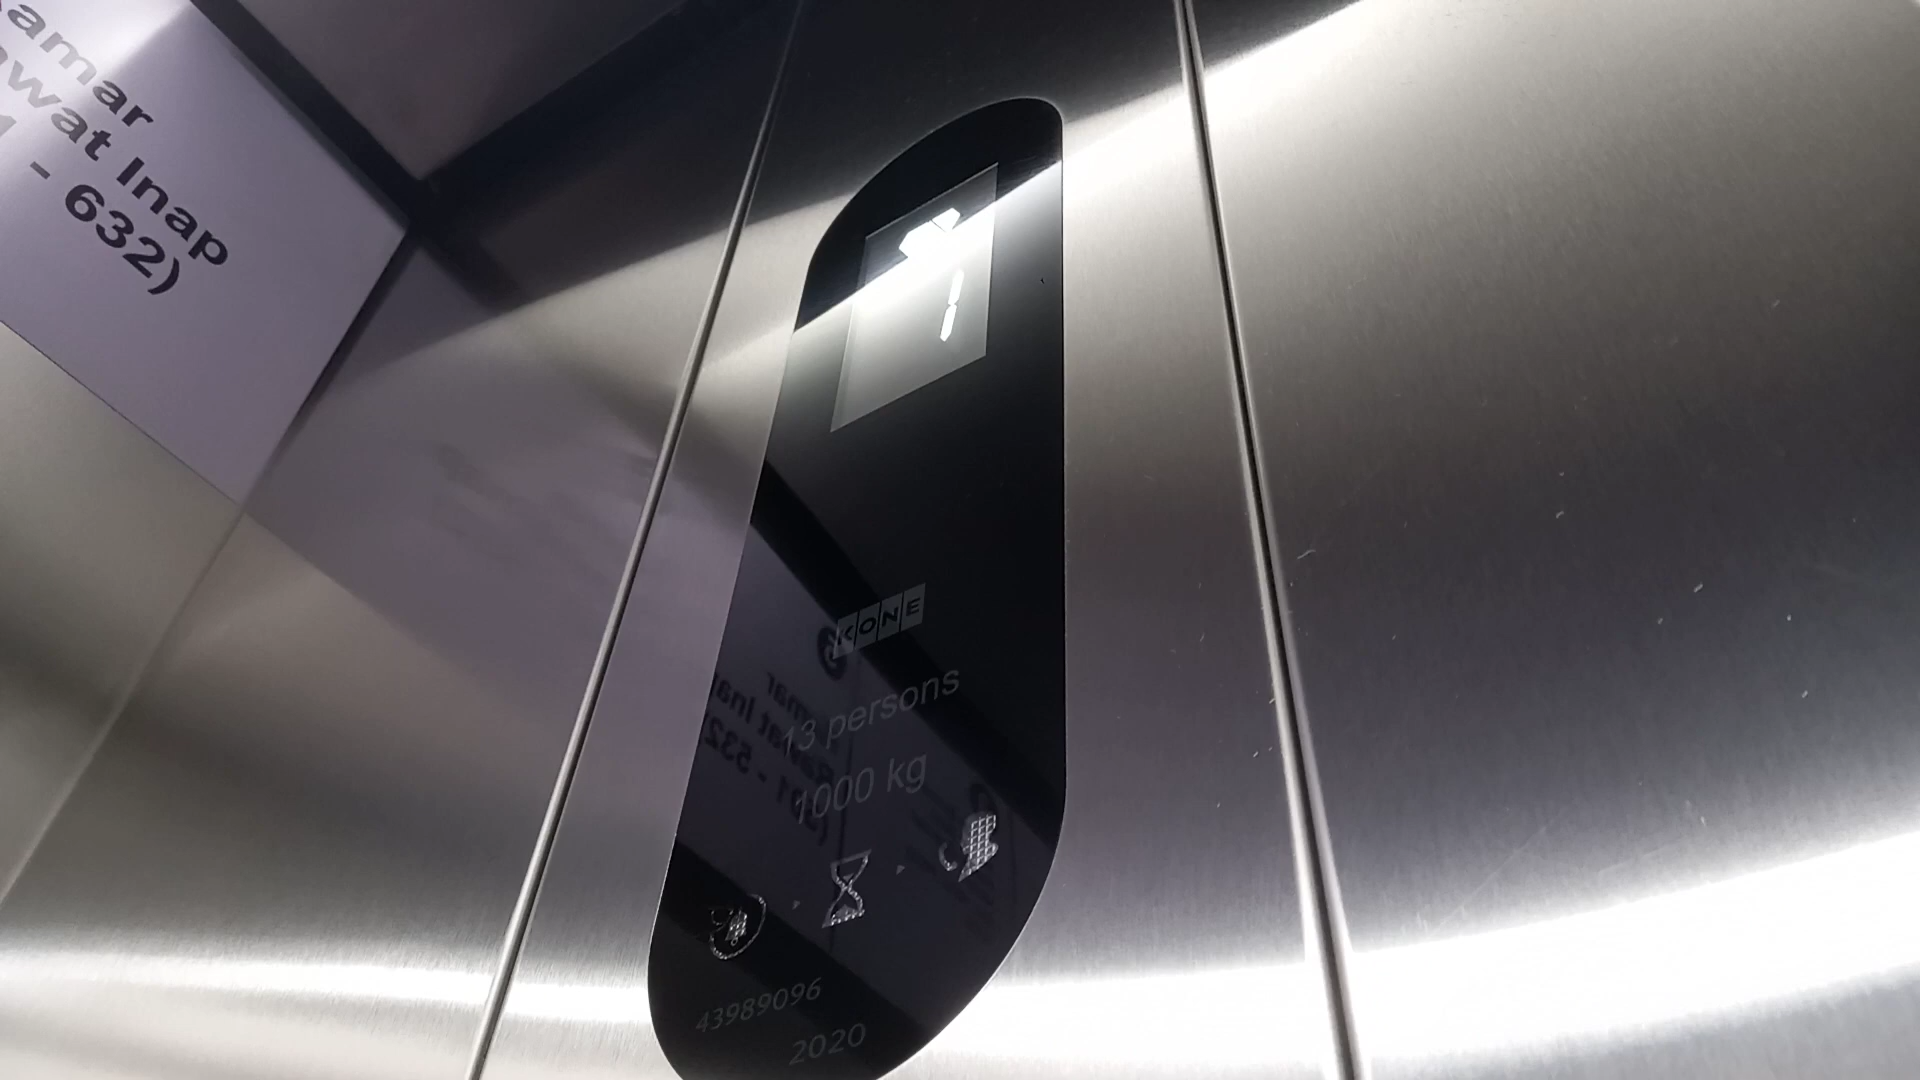 amar
wat Inap
- 632)
1
KONE
13 persons
1000 kg
43989096
2020